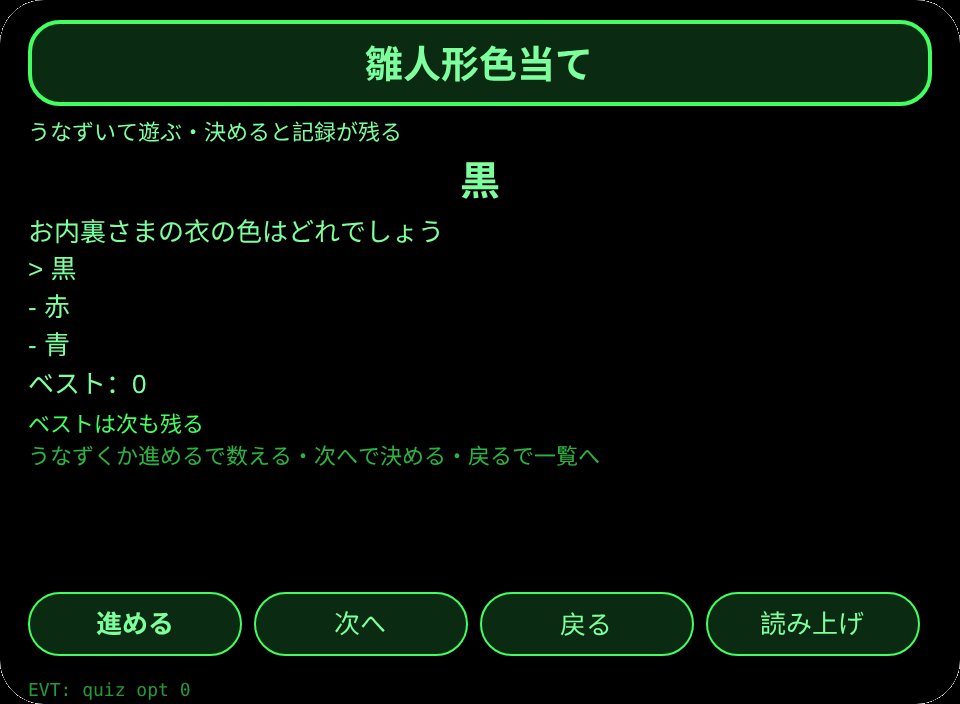 雛人形色当て
うなずいて遊ぶ・決めると記録が残る
黒
お内裏さまの衣の色はどれでしょう
> 黒
- 赤
- 青
ベスト: 0
ベストは次も残る
うなずくか進めるで数える・次へで決める・戻るで一覧へ
進める
次へ
戻る
読み上げ
EVT: quiz opt 0